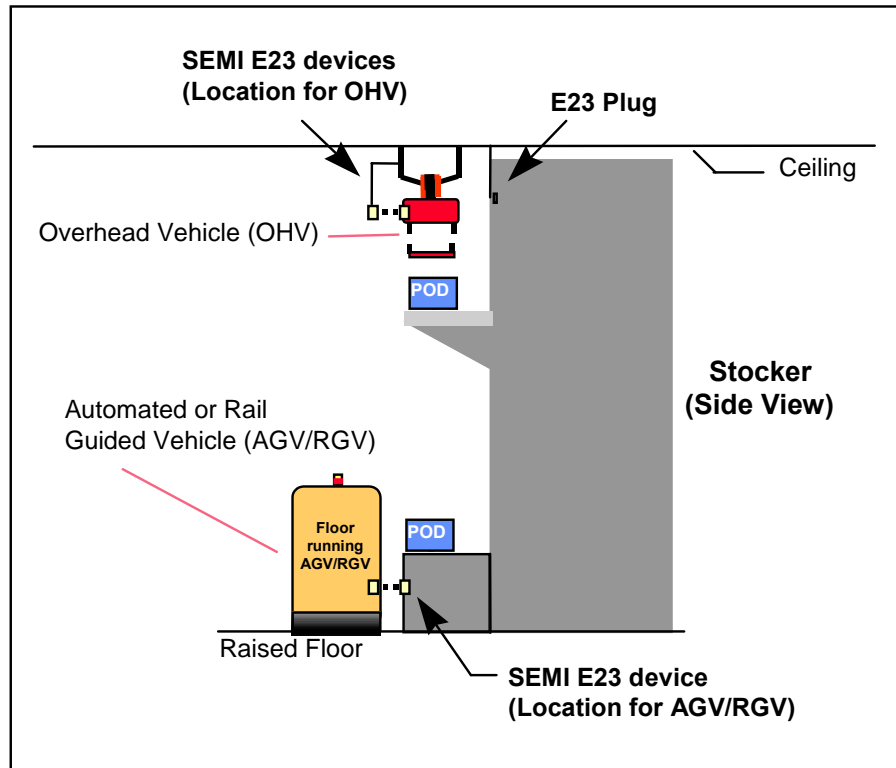 SEMI E23 devices
(Location for OHV)
E23 Plug
Ceiling
Overhead Vehicle (OHV)
POD
Stocker
(Side View)
Automated or Rail
Guided Vehicle (AGV/RGV)
Floor
running
AGV/RGV
POD
Raised Floor
SEMI E23 device
(Location for AGV/RGV)